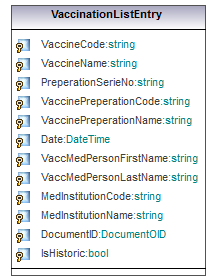 VaccinationListEntry
VaccineCode:string
VaccineName:string
PreperationSerieNo:string
VaccinePreperationCode:string
VaccinePreperationName:string
Date:DateTime
VaccMedPersonFirstName:string
VaccMedPersonLastName:string
MedInstitutionCode:string
MedInstitutionName:string
DocumentID:DocumentOID
IsHistoric:bool